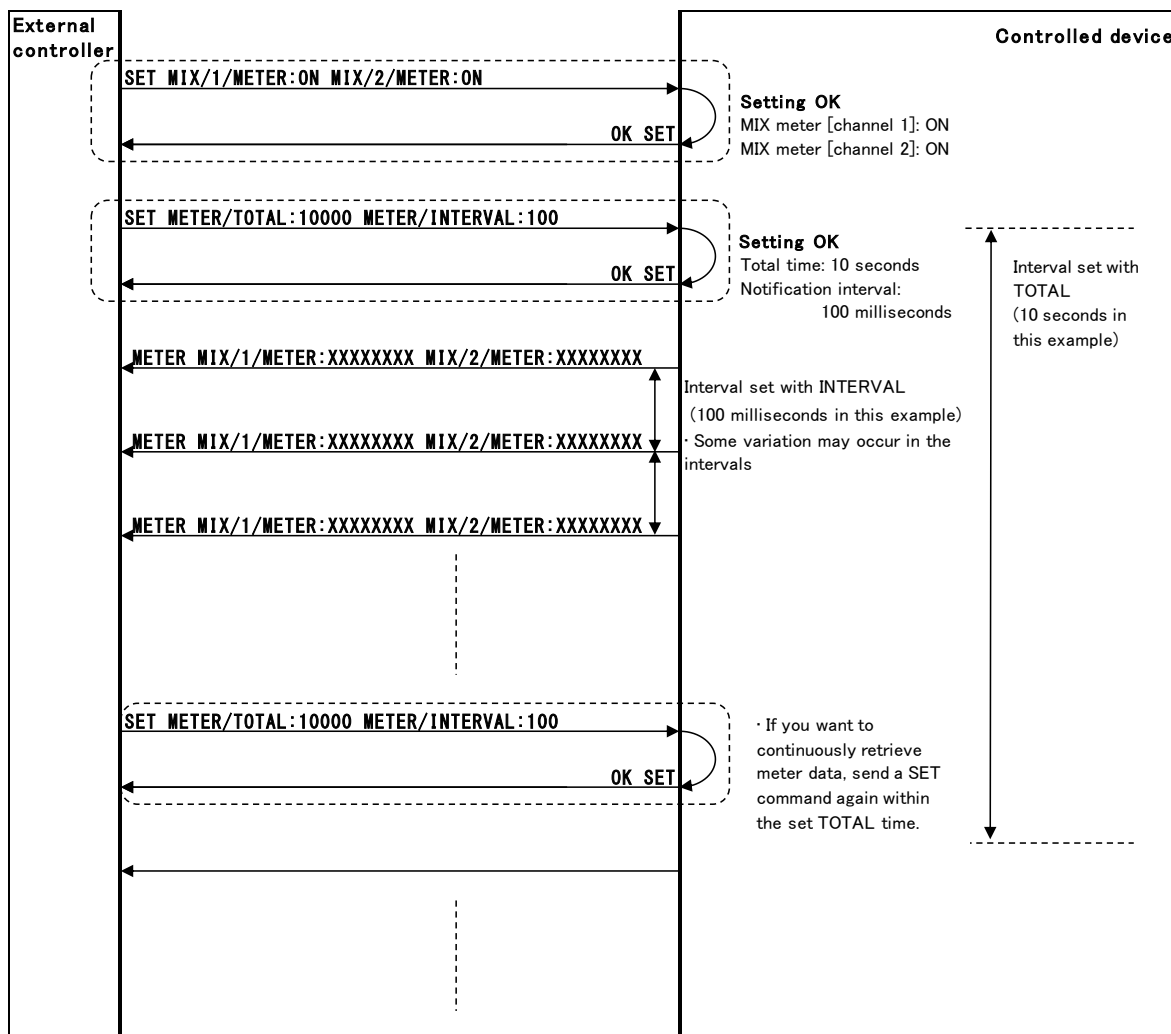 External
controller
Controlled device
SET MIX/1/METER:ON MIX/2/METER:ON
OK SET
Setting OK
MIX meter [channel 1]: ON
MIX meter [channel 2]: ON
SET METER/TOTAL:10000 METER/INTERVAL:100
OK SET
Setting OK
Total time: 10 seconds
Notification interval:
100 milliseconds
Interval set with
TOTAL
(10 seconds in
this example)
METER MIX/1/METER:XXXXXXXX MIX/2/METER:XXXXXXXX
Interval set with INTERVAL
(100 milliseconds in this example)
· Some variation may occur in the
intervals
METER MIX/1/METER:XXXXXXXX MIX/2/METER:XXXXXXXX
METER MIX/1/METER:XXXXXXXX MIX/2/METER:XXXXXXXX
SET METER/TOTAL:10000 METER/INTERVAL:100
OK SET
· If you want to
continuously retrieve
meter data, send a SET
command again within
the set TOTAL time.